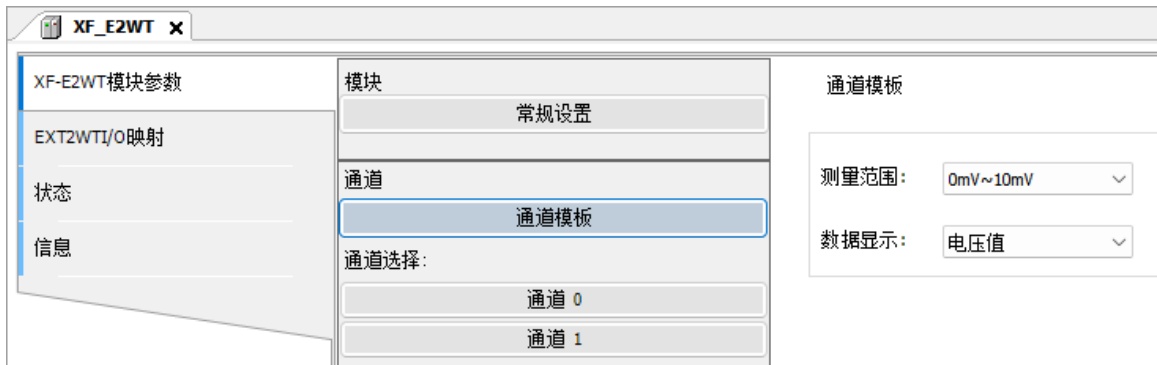 XF_E2WT
XF-E2WT模块参数
EXT2WTI/O映射
状态
信息
模块
常规设置
通道
通道模板
通道选择:
通道 0
通道 1
通道模板
测量范围: 0mV~10mV
数据显示: 电压值